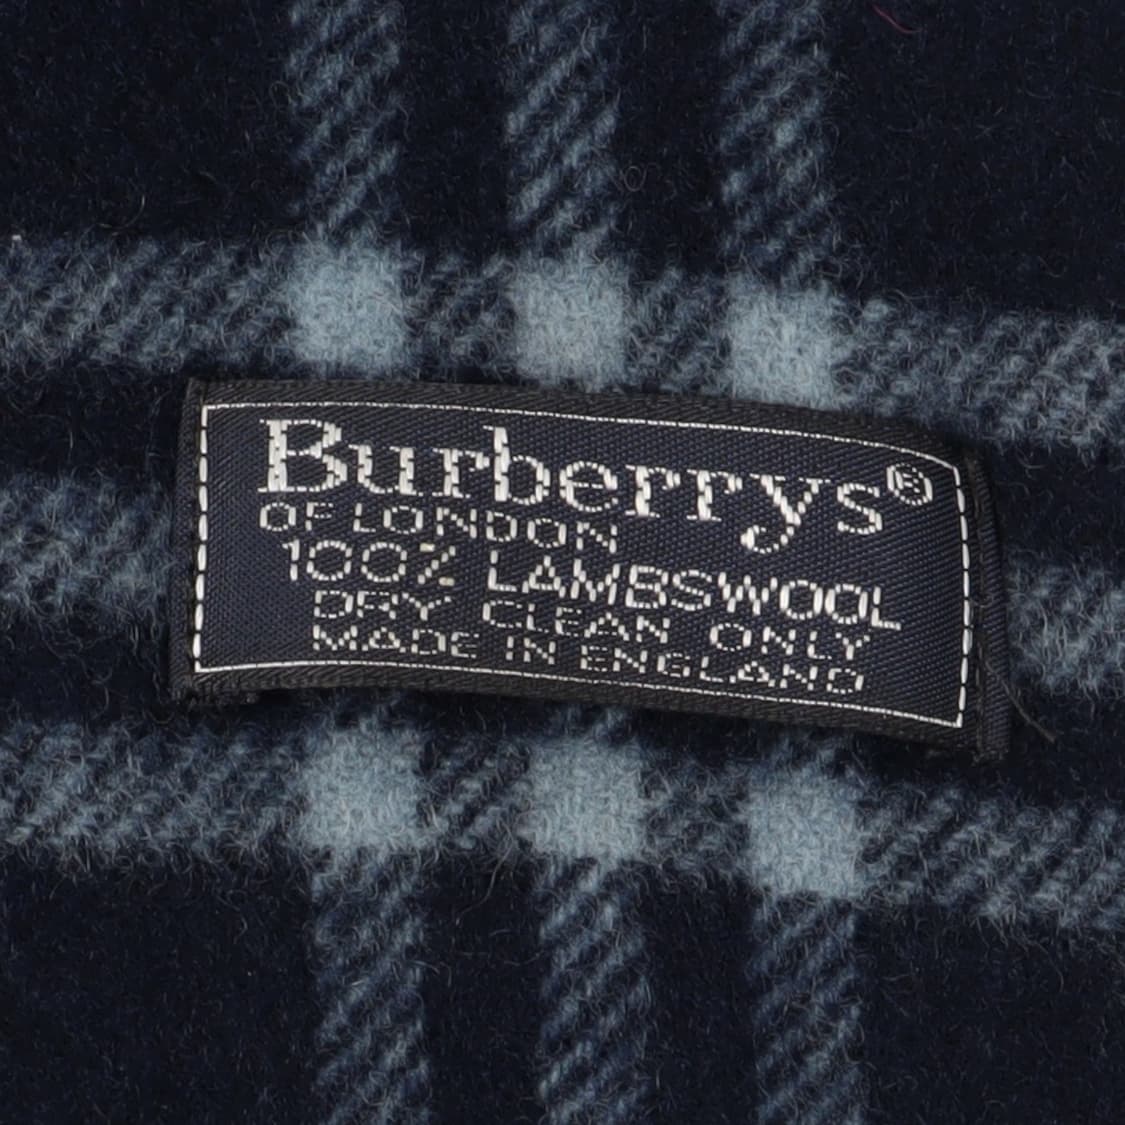 Burberrys®
OF LONDON
100% LAMBSWOOL
DRY CLEAN ONLY
MADE IN ENGLAND